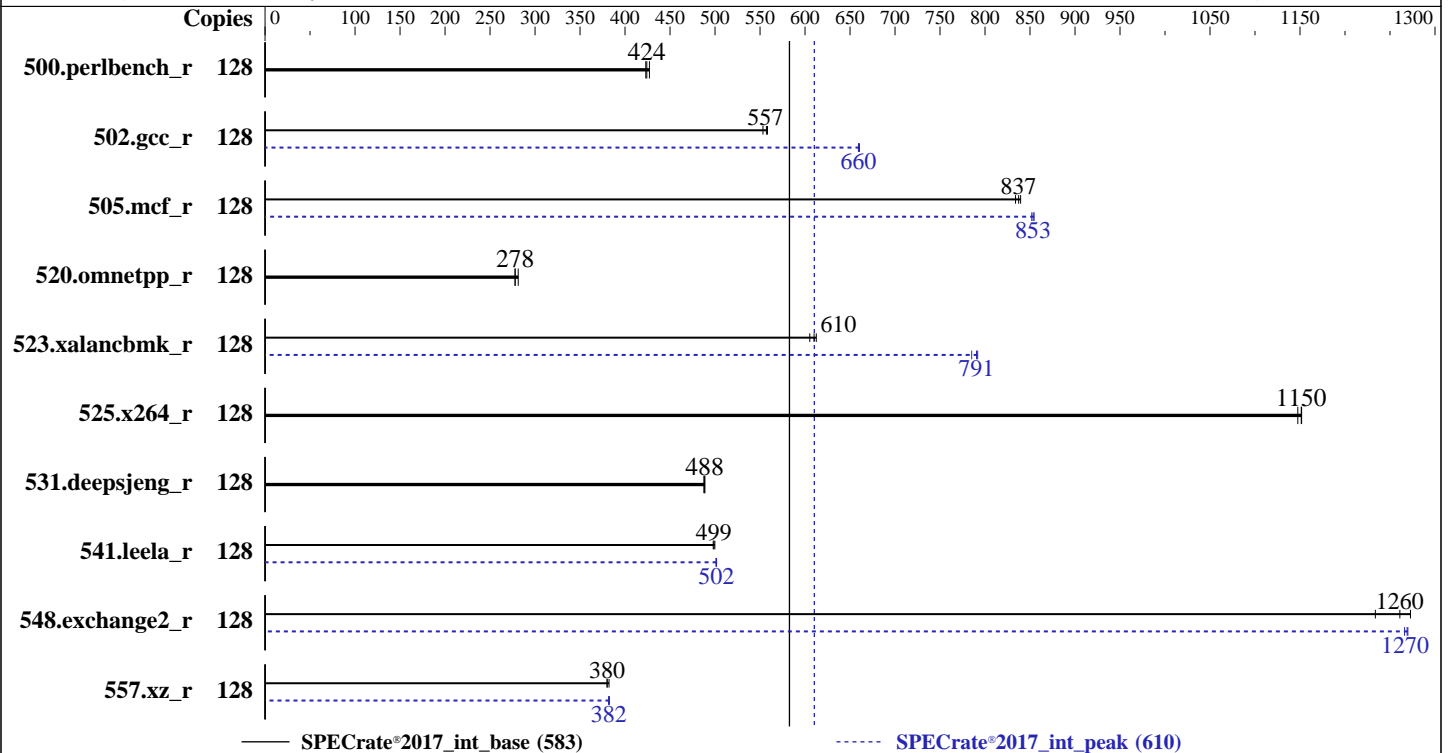 Copies 0 100 150 200 250 300 350 400 450 500 550 600 650 700 750 800 850 900 950 1050 1150 1300
500.perlbench_r 128 424
502.gcc_r 128 557
660
505.mcf_r 128 837
853
520.omnetpp_r 128 278
523.xalancbmk_r 128 610
791
525.x264_r 128 1150
531.deepsjeng_r 128 488
541.leela_r 128 499
502
548.exchange2_r 128 1260
1270
557.xz_r 128 380
382
SPECrate®2017_int_base (583) SPECrate®2017_int_peak (610)